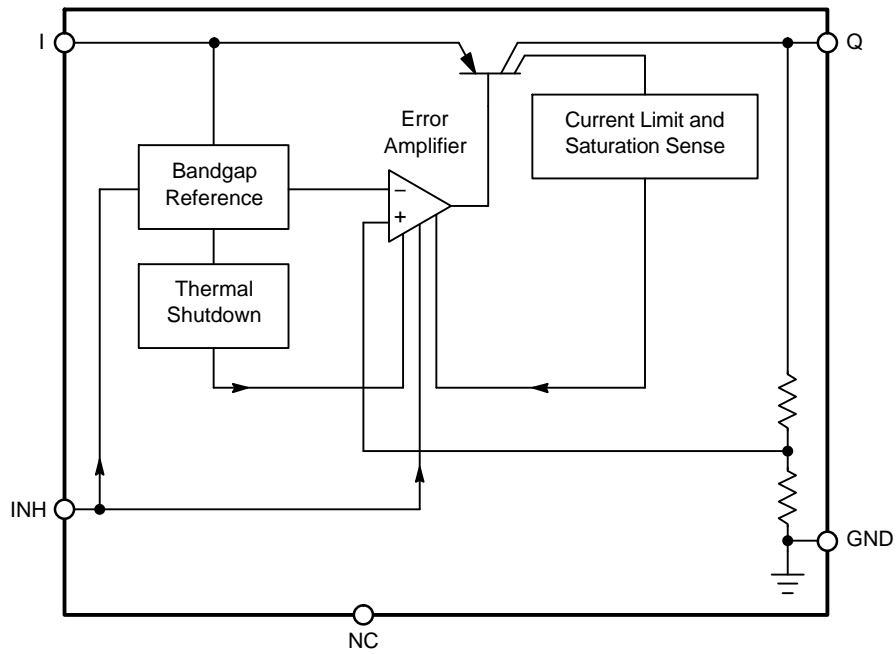 I
Q
Error
Amplifier
Current Limit and
Saturation Sense
Bandgap
Reference
−
+
Thermal
Shutdown
INH
GND
NC